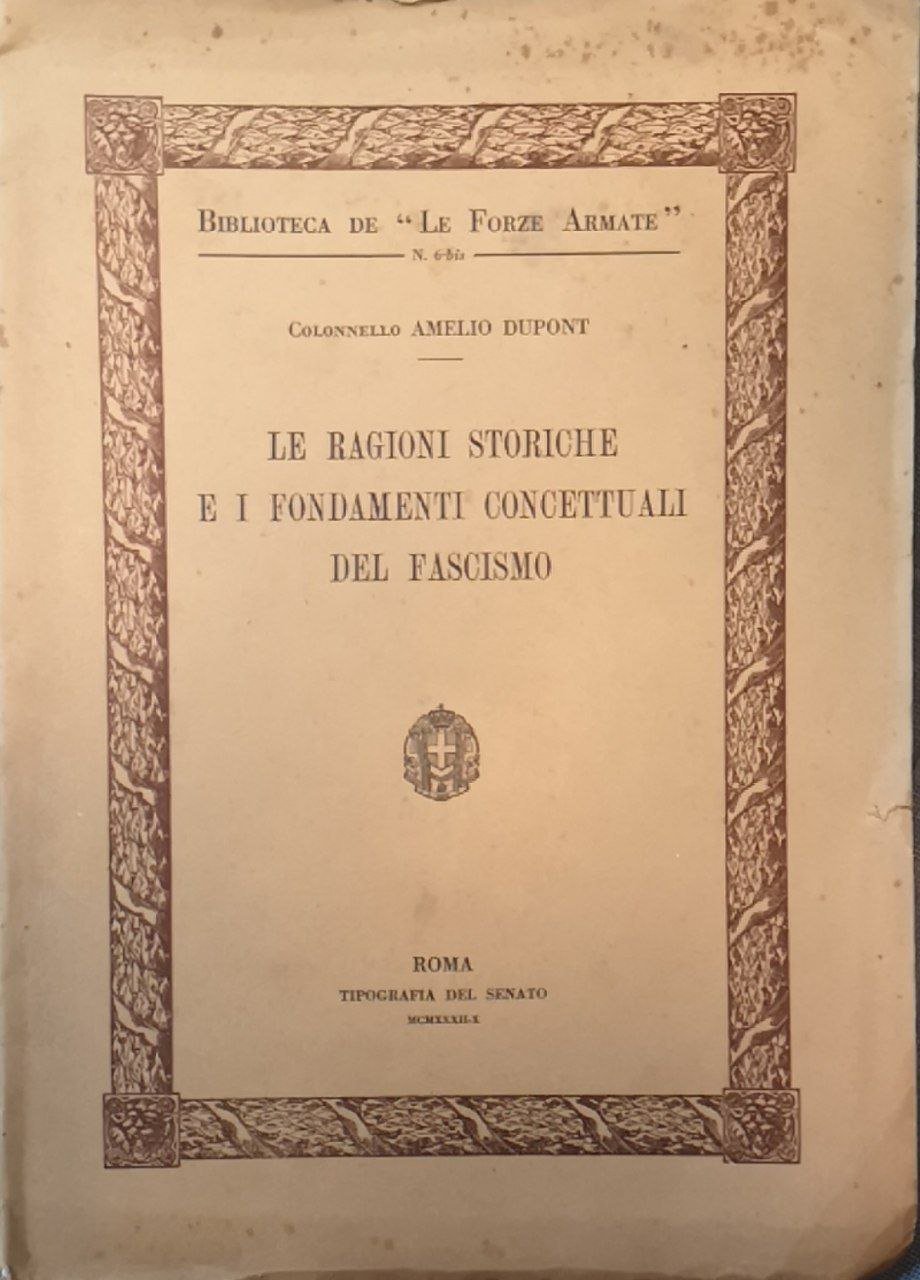 BIBLIOTECA DE “LE FORZE ARMATE”
N. 6-bis
COLONNELLO AMELIO DUPONT
LE RAGIONI STORICHE
E I FONDAMENTI CONCETTUALI
DEL FASCISMO
ROMA
TIPOGRAFIA DEL SENATO
MCMXXXII-X